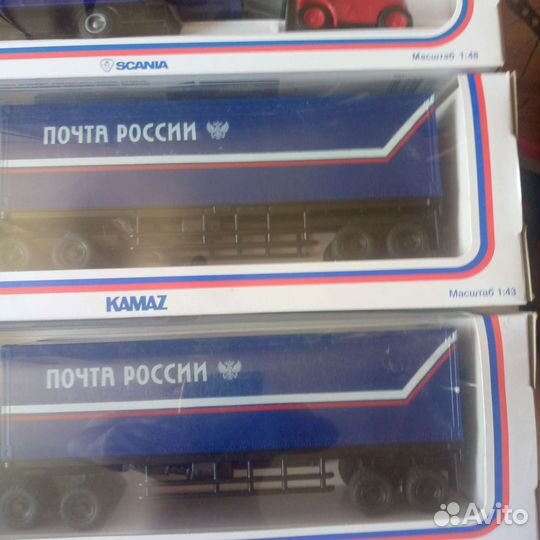 SCANIA
Масштаб 1:48
ПОЧТА РОССИИ
KAMAZ
Масштаб 1:43
ПОЧТА РОССИИ
Avito